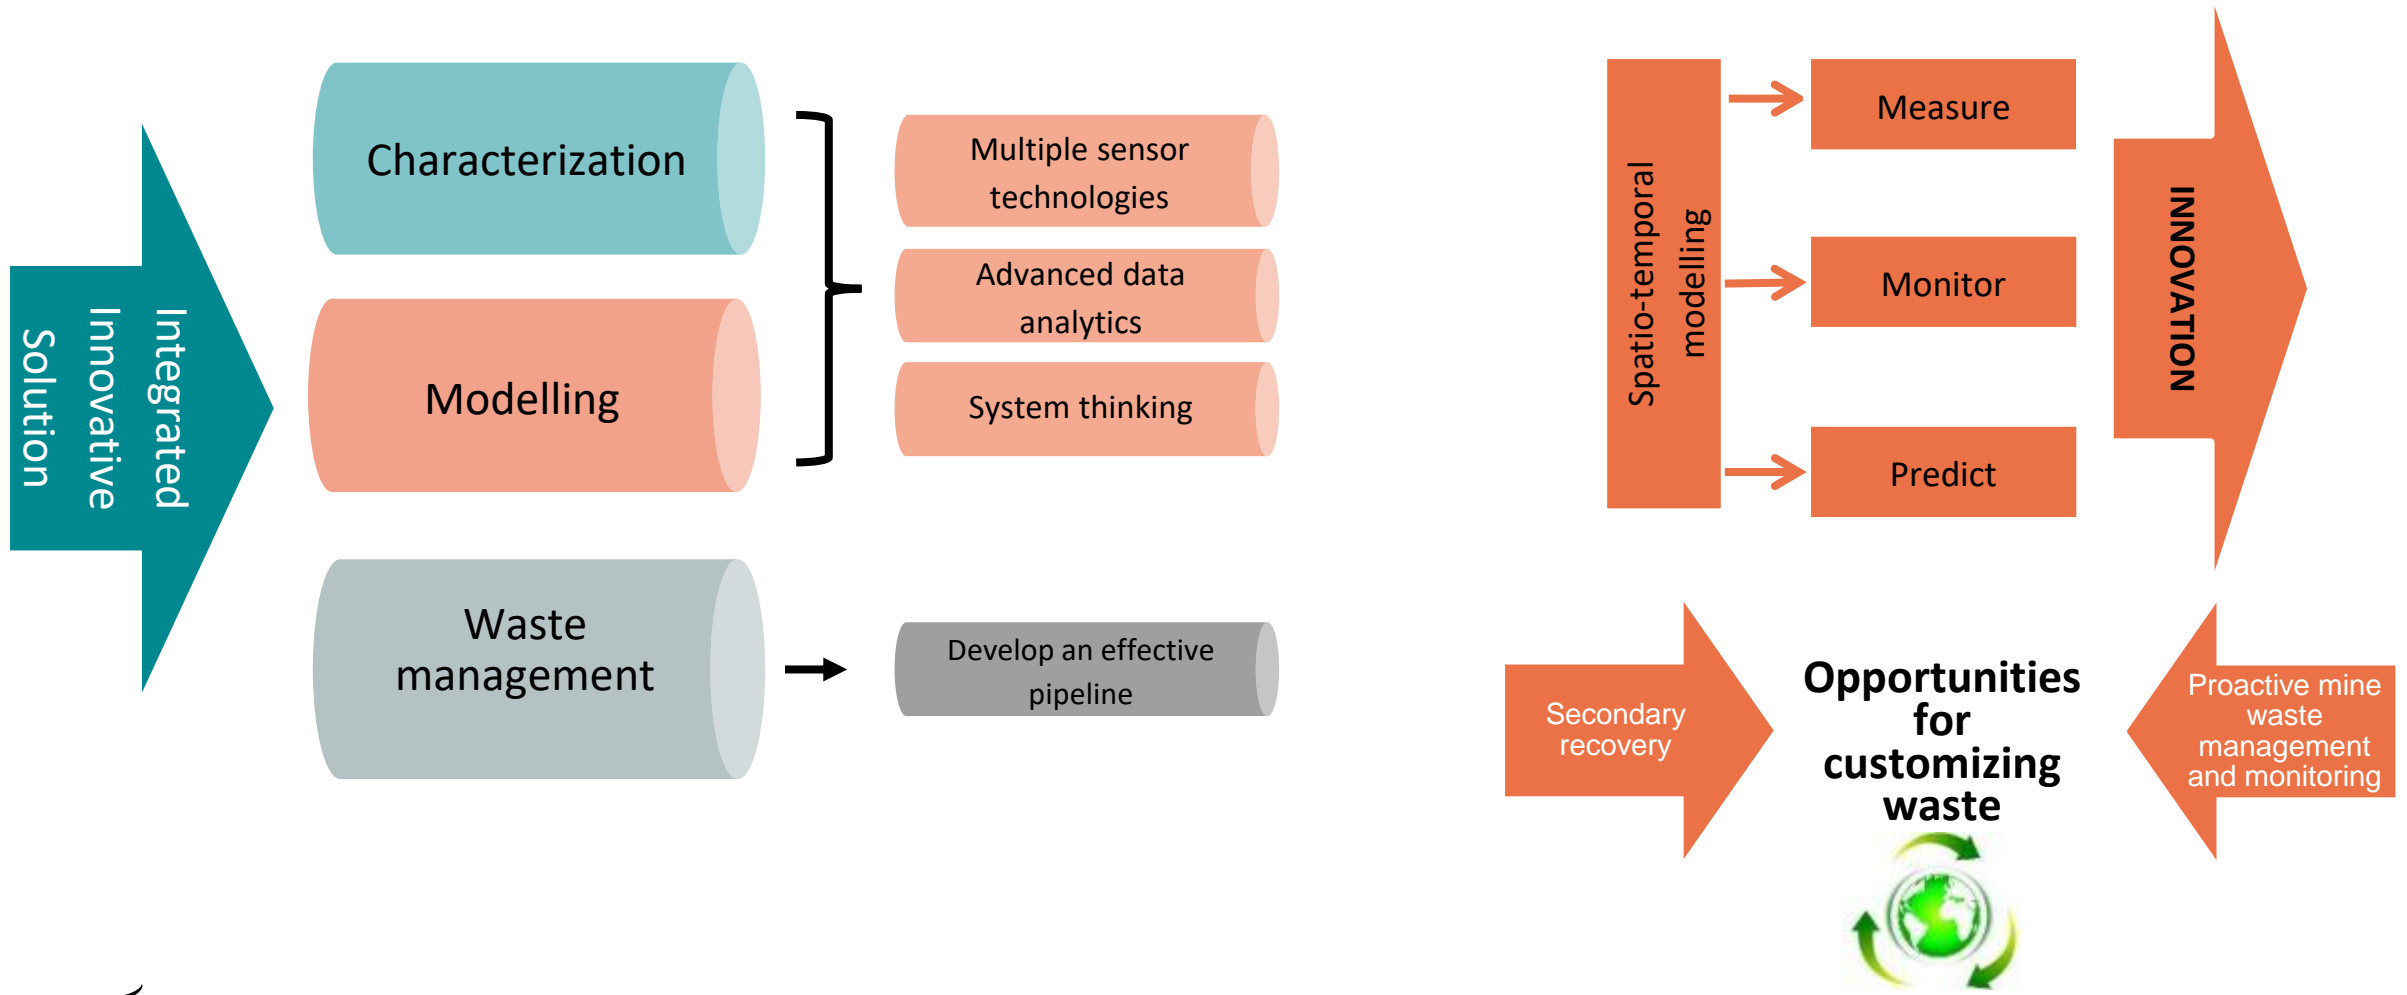 Integrated
Innovative
Solution
Characterization
Modelling
Waste
management
Multiple sensor
technologies
Advanced data
analytics
System thinking
Develop an effective
pipeline
Spatio-temporal
modelling
Measure
Monitor
Predict
INNOVATION
Secondary
recovery
Opportunities
for
customizing
waste
Proactive mine
waste
management
and monitoring